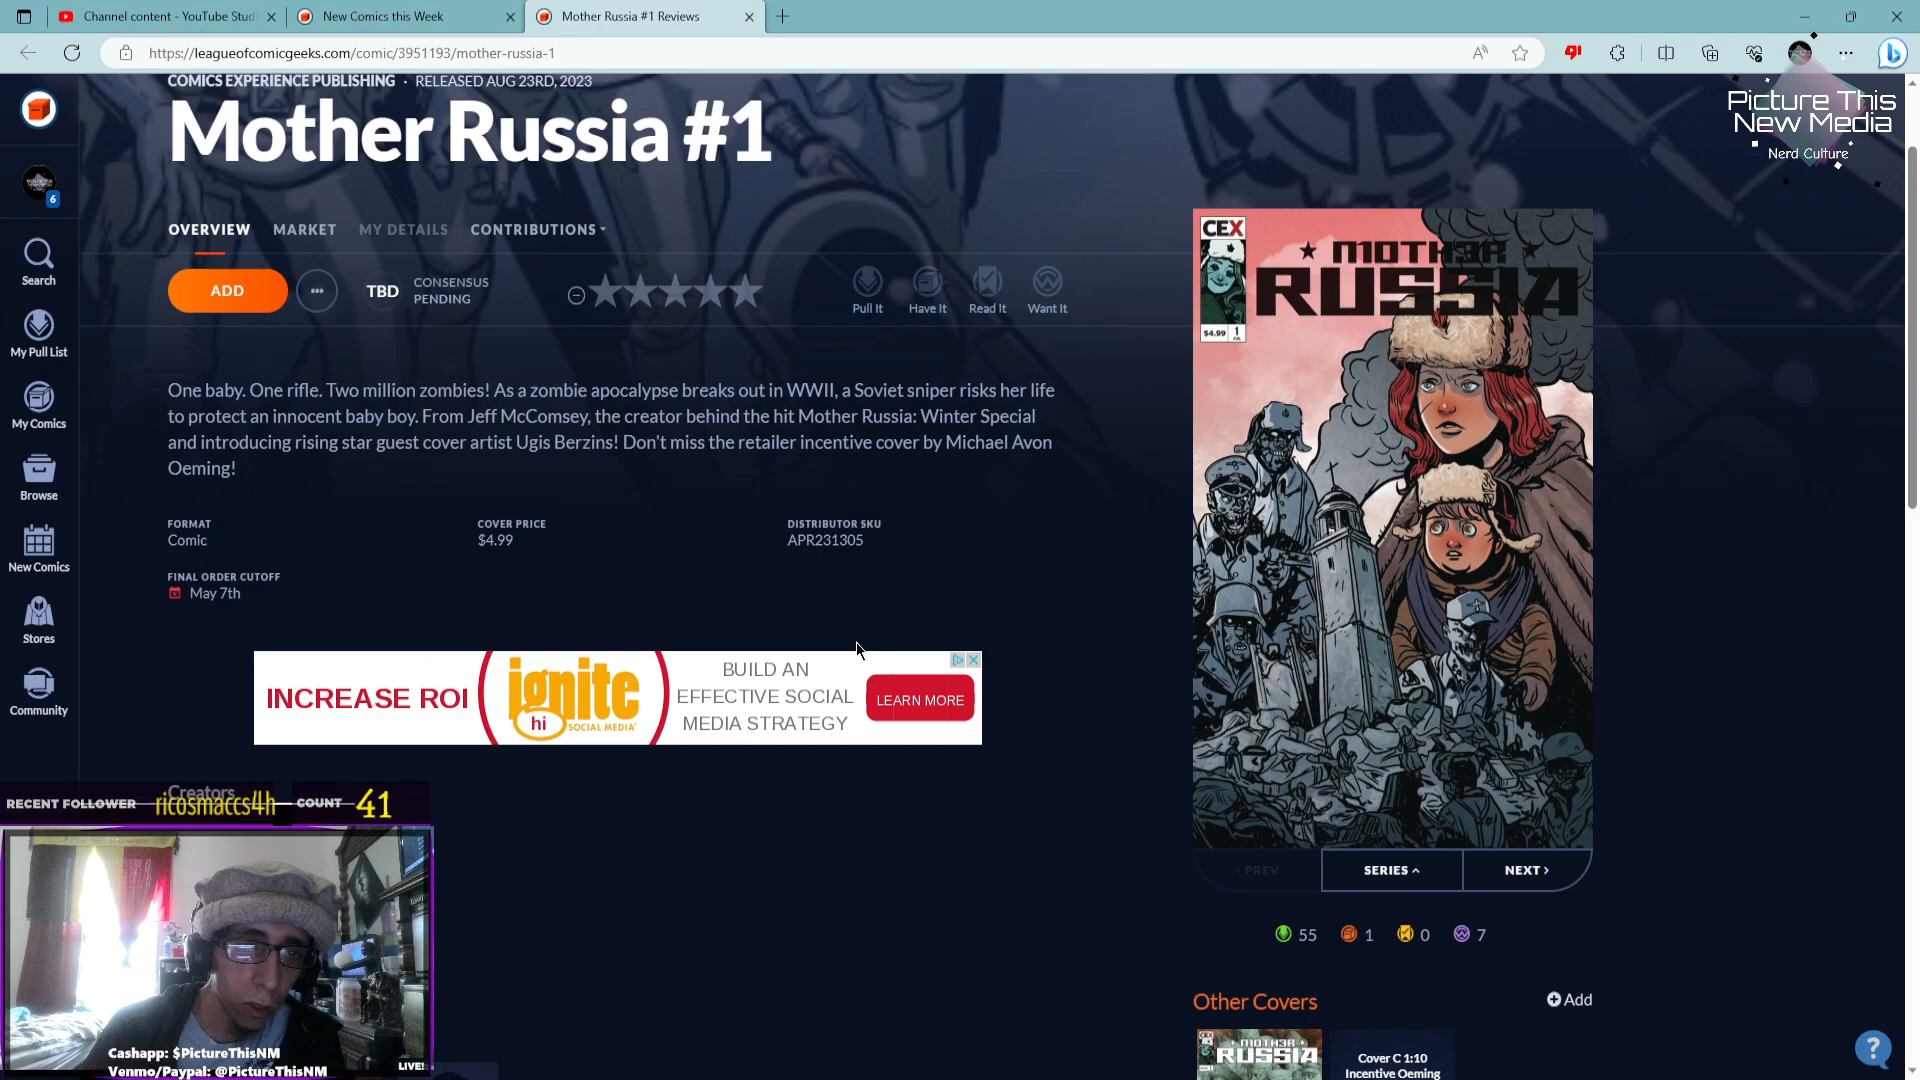 Channel content - YouTube Studi
New Comics this Week
Mother Russia #1 Reviews
https://leagueofcomicgeeks.com/comic/3951193/mother-russia-1
COMICS EXPERIENCE PUBLISHING · RELEASED AUG 23RD, 2023
Mother Russia #1
Picture This
New Media
Nerd Culture
6
Search
My Pull List
My Comics
Browse
New Comics
Stores
Community
OVERVIEW MARKET MY DETAILS CONTRIBUTIONS
ADD
TBD
CONSENSUS
PENDING
Pull It Have It Read It Want It
One baby. One rifle. Two million zombies! As a zombie apocalypse breaks out in WWII, a Soviet sniper risks her life
to protect an innocent baby boy. From Jeff McComsey, the creator behind the hit Mother Russia: Winter Special
and introducing rising star guest cover artist Ugis Berzins! Don't miss the retailer incentive cover by Michael Avon
Oeming!
FORMAT
Comic
COVER PRICE
$4.99
DISTRIBUTOR SKU
APR231305
FINAL ORDER CUTOFF
May 7th
INCREASE ROI
ignite
hi
SOCIAL MEDIA
BUILD AN
EFFECTIVE SOCIAL
MEDIA STRATEGY
LEARN MORE
CEX
$4.99 1
MOTH3R
RUSSIA
‹ PREV
SERIES
NEXT ›
55 1 0 7
Other Covers
Add
CEX
MOTH3R
RUSSIA
Cover C 1:10
Incentive Oeming
Creators
RECENT FOLLOWER ricosmaccs4h COUNT 41
Cashapp: $PictureThisNM
Venmo/Paypal: @PictureThisNM
LIVE!